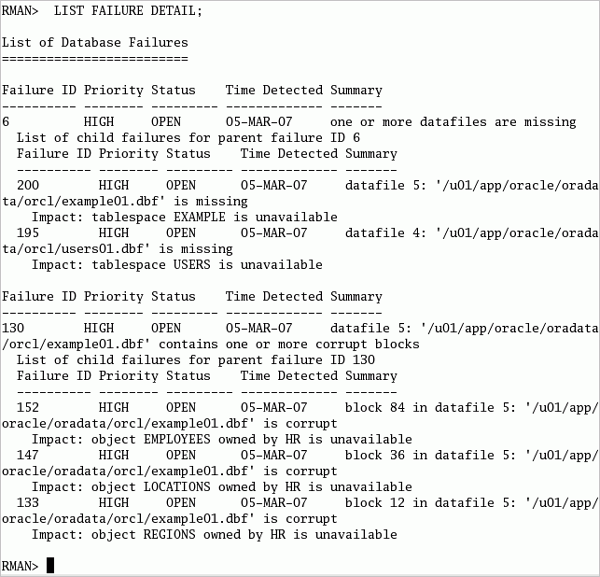 RMAN>  LIST FAILURE DETAIL;
List of Database Failures
=========================
Failure ID Priority Status    Time Detected Summary
---------- -------- --------- ------------- -------
6          HIGH     OPEN      05-MAR-07     one or more datafiles are missing
  List of child failures for parent failure ID 6
  Failure ID Priority Status    Time Detected Summary
  ---------- -------- --------- ------------- -------
  200        HIGH     OPEN      05-MAR-07     datafile 5: '/u01/app/oracle/orada
ta/orcl/example01.dbf' is missing
    Impact: tablespace EXAMPLE is unavailable
  195        HIGH     OPEN      05-MAR-07     datafile 4: '/u01/app/oracle/orada
ta/orcl/users01.dbf' is missing
    Impact: tablespace USERS is unavailable
Failure ID Priority Status    Time Detected Summary
---------- -------- --------- ------------- -------
130        HIGH     OPEN      05-MAR-07     datafile 5: '/u01/app/oracle/oradata
/orcl/example01.dbf' contains one or more corrupt blocks
  List of child failures for parent failure ID 130
  Failure ID Priority Status    Time Detected Summary
  ---------- -------- --------- ------------- -------
  152        HIGH     OPEN      05-MAR-07     block 84 in datafile 5: '/u01/app/
oracle/oradata/orcl/example01.dbf' is corrupt
    Impact: object EMPLOYEES owned by HR is unavailable
  147        HIGH     OPEN      05-MAR-07     block 36 in datafile 5: '/u01/app/
oracle/oradata/orcl/example01.dbf' is corrupt
    Impact: object LOCATIONS owned by HR is unavailable
  133        HIGH     OPEN      05-MAR-07     block 12 in datafile 5: '/u01/app/
oracle/oradata/orcl/example01.dbf' is corrupt
    Impact: object REGIONS owned by HR is unavailable
RMAN>